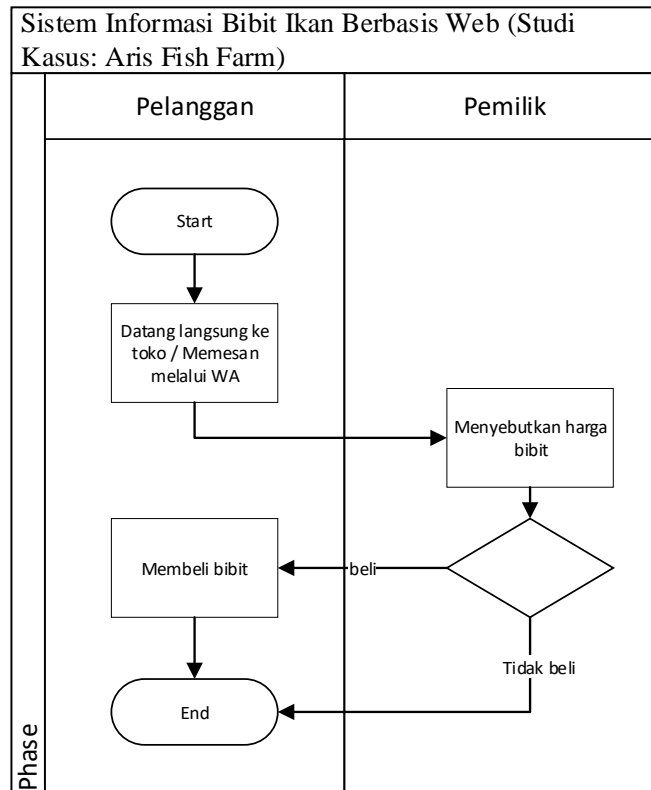 Sistem Informasi Bibit Ikan Berbasis Web (Studi
Kasus: Aris Fish Farm)
Pelanggan
Pemilik
Start
Datang langsung ke
toko / Memesan
melalui WA
Menyebutkan harga
bibit
Membeli bibit
beli
Tidak beli
End
Phase